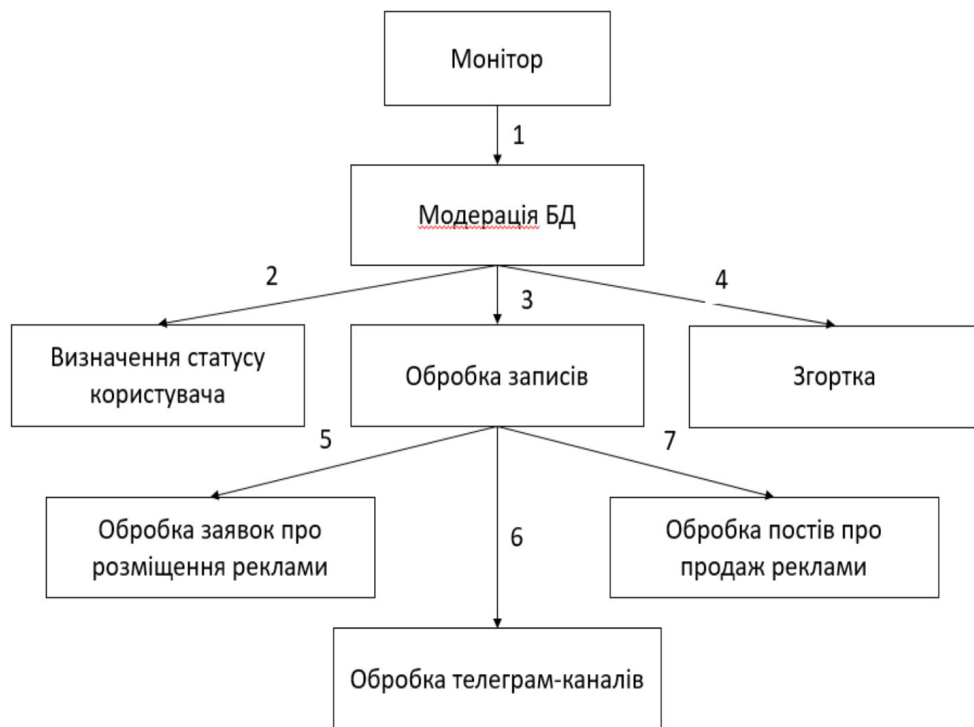 Монітор
1
Модерація БД
2
3
4
Визначення статусу
користувача
Обробка записів
Згортка
5
6
7
Обробка заявок про
розміщення реклами
Обробка постів про
продаж реклами
Обробка телеграм-каналів